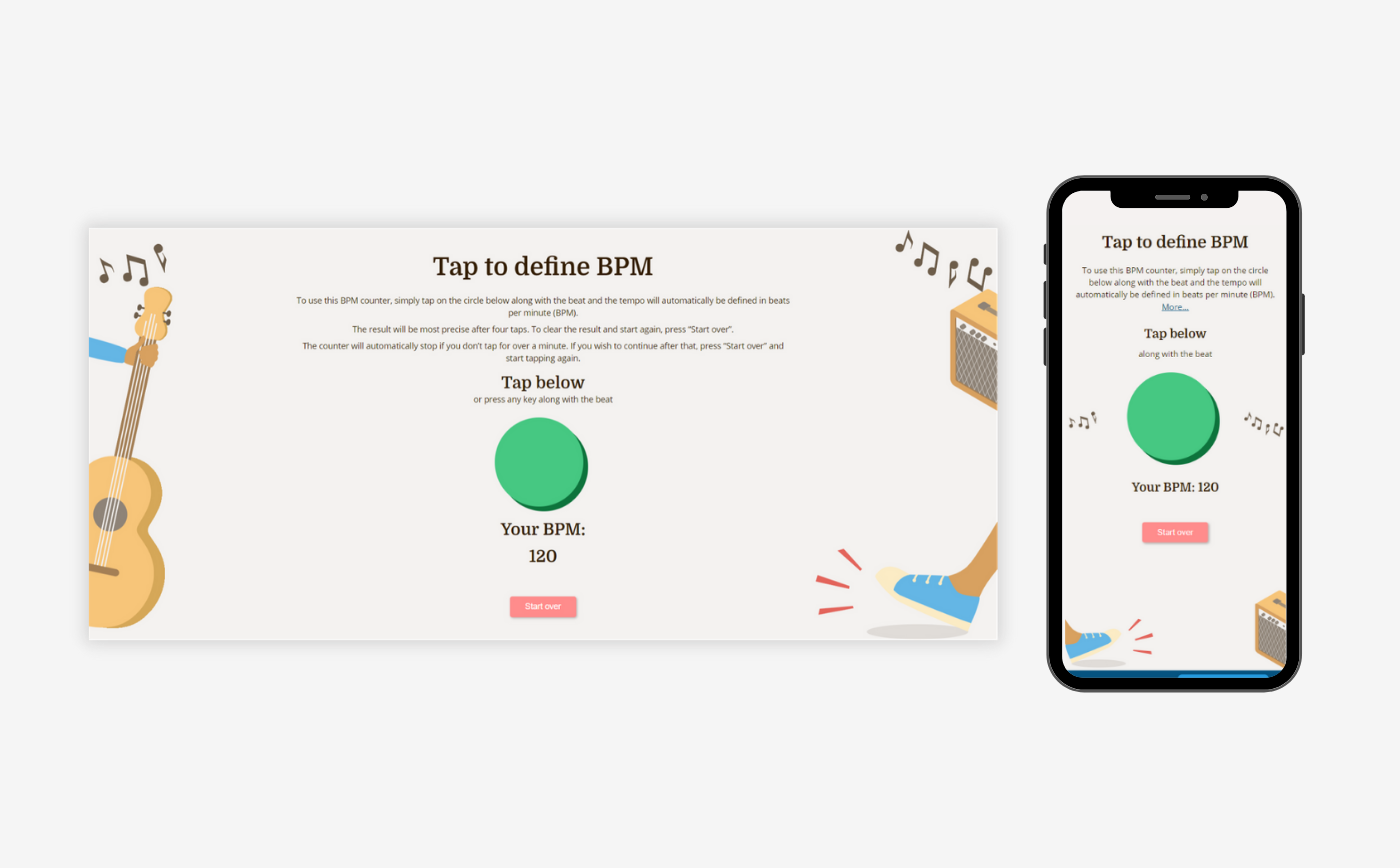 Tap to define BPM
To use this BPM counter, simply tap on the circle below along with the beat and the tempo will automatically be defined in beats
per minute (BPM).
The result will be most precise after four taps. To clear the result and start again, press “Start over”.
The counter will automatically stop if you don't tap for over a minute. If you wish to continue after that, press “Start over” and
start tapping again.
Tap below
or press any key along with the beat
Your BPM:
120
Start over
Tap to define BPM
To use this BPM counter, simply tap on the circle
below along with the beat and the tempo will
automatically be defined in beats per minute (BPM).
More...
Tap below
along with the beat
Your BPM: 120
Start over